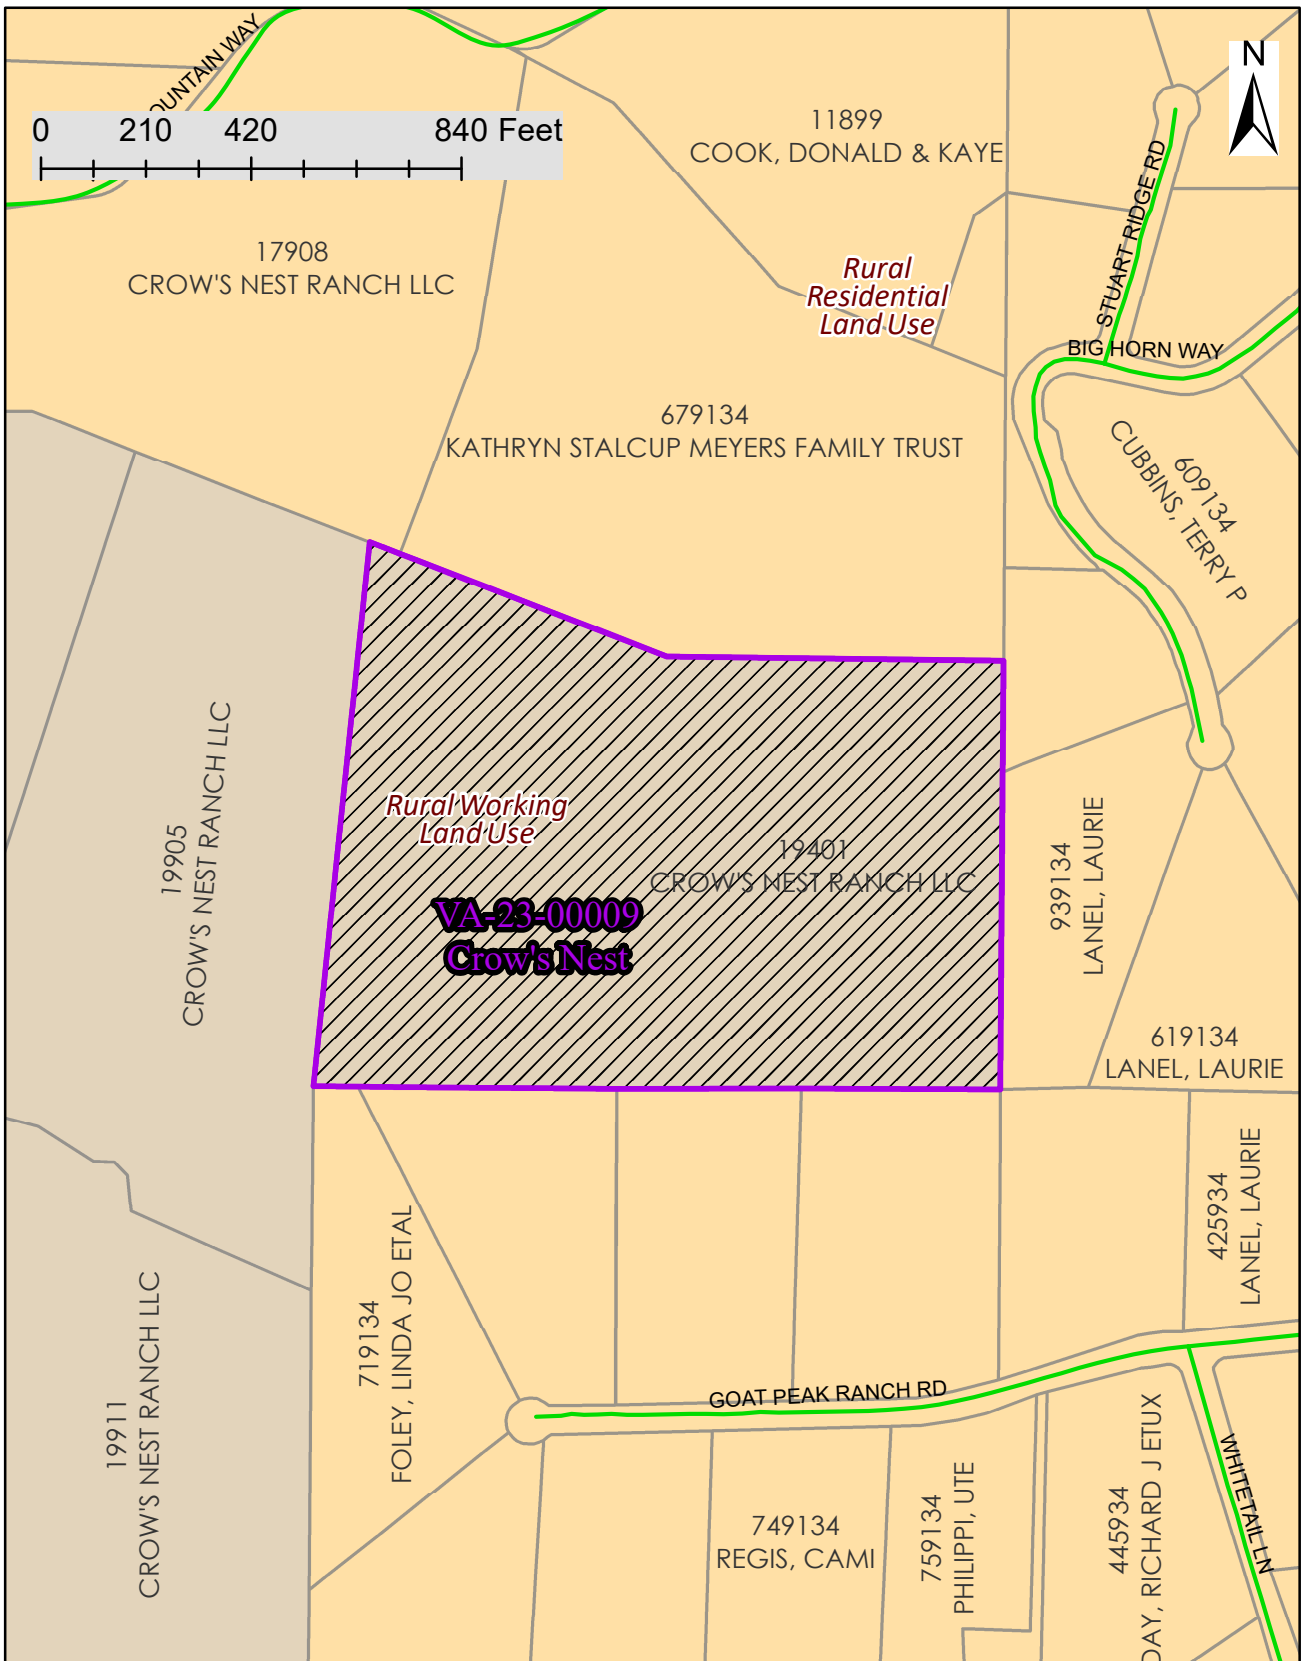 OUNTAIN WAY
N
0 210 420 840 Feet
11899
COOK, DONALD & KAYE
STUART RIDGE RD
17908
CROW'S NEST RANCH LLC
Rural
Residential
Land Use
BIG HORN WAY
679134
KATHRYN STALCUP MEYERS FAMILY TRUST
609134
CUBBINS, TERRY P
19905
CROW'S NEST RANCH LLC
Rural Working
Land Use
19401
CROW'S NEST RANCH LLC
VA-23-00009
Crow's Nest
939134
LANEL, LAURIE
619134
LANEL, LAURIE
425934
LANEL, LAURIE
719134
FOLEY, LINDA JO ETAL
19911
CROW'S NEST RANCH LLC
GOAT PEAK RANCH RD
749134
REGIS, CAMI
759134
PHILIPPI, UTE
445934
DAY, RICHARD J ETUX
WHITETAIL LN